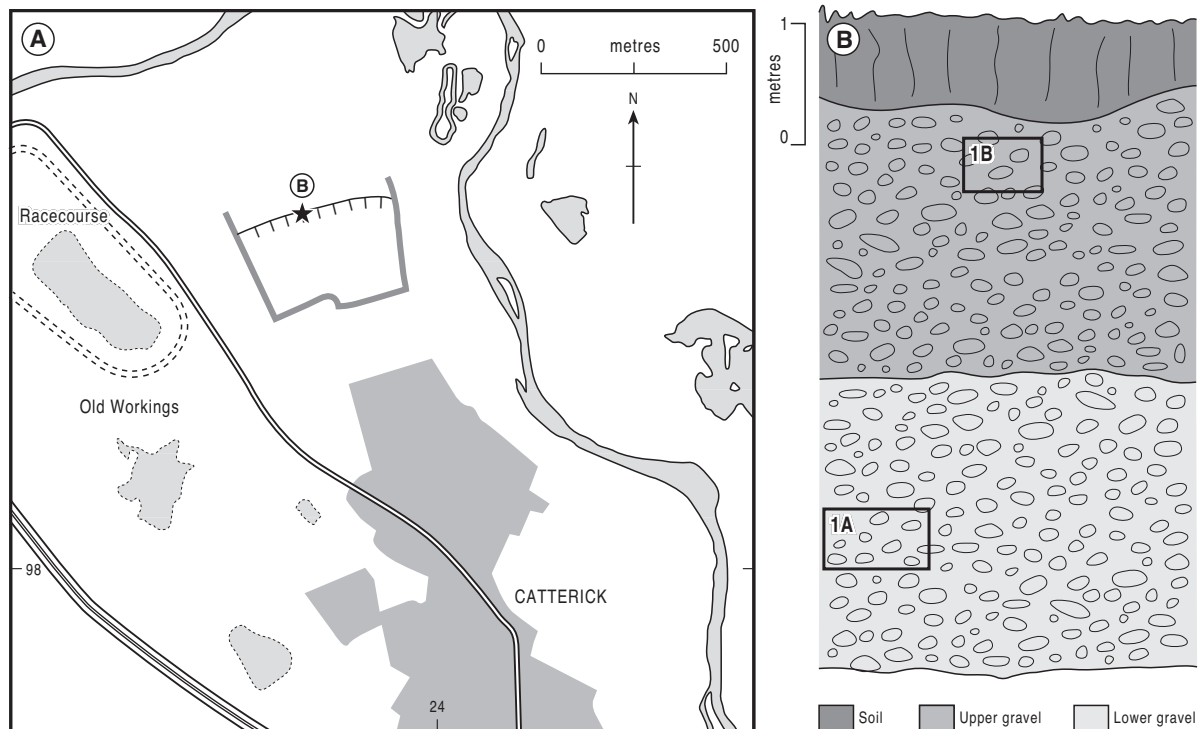 A
0 metres 500
N
B
Racecourse
Old Workings
98
CATTERICK
24
B
1
metres
0
1B
1A
Soil
Upper gravel
Lower gravel